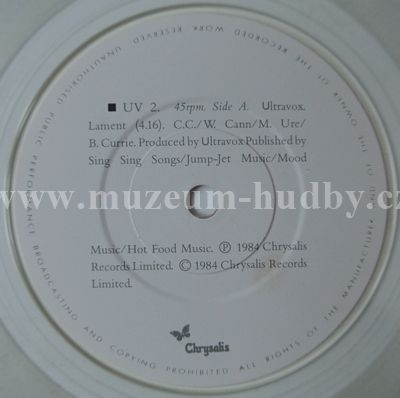 ■ UV 2. 45rpm. Side A. Ultravox.
Lament (4.16). C.C./W. Cann/M. Ure/
B. Currie. Produced by Ultravox Published by
Sing Sing Songs/Jump-Jet Music/Mood
www.muzeum-hudby.cz
Music/Hot Food Music. ℗ 1984 Chrysalis
Records Limited. © 1984 Chrysalis Records
Limited.
Chrysalis
ALL RIGHTS OF THE MANUFACTURER AND OF THE OWNER OF THE RECORDED WORK RESERVED UNAUTHORISED PUBLIC PERFORMANCE BROADCASTING AND COPYING PROHIBITED